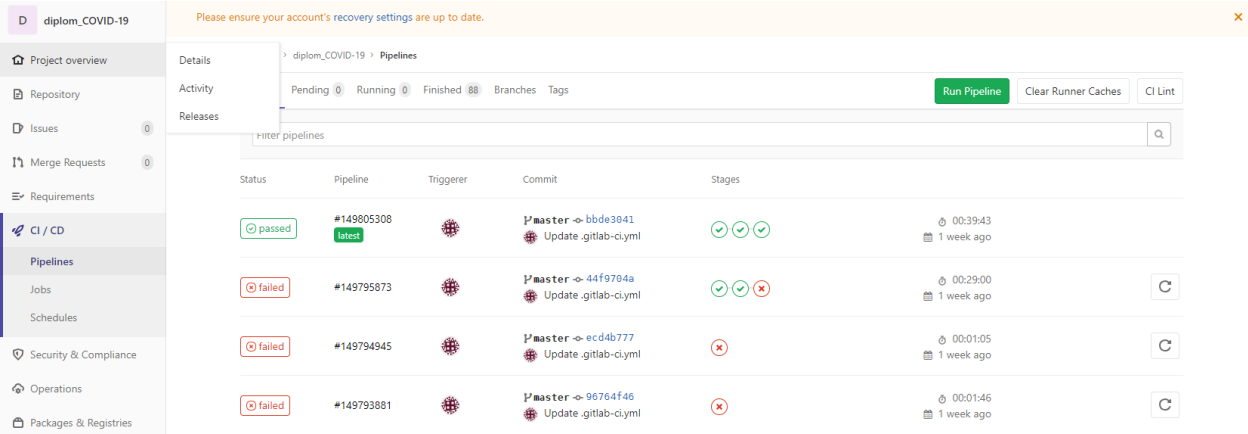 D diplom_COVID-19
Please ensure your account's recovery settings are up to date.
Project overview
Details
Activity
Releases
Repository
Issues 0
Merge Requests 0
Requirements
CI / CD
Pipelines
Jobs
Schedules
Security & Compliance
Operations
Packages & Registries
› diplom_COVID-19 › Pipelines
Pending 0 Running 0 Finished 88 Branches Tags
Run Pipeline Clear Runner Caches CI Lint
Filter pipelines
Status Pipeline Triggerer Commit Stages
passed #149805308 latest master bbde3041 00:39:43
Update .gitlab-ci.yml 1 week ago
failed #149795873 master 44f9704a 00:29:00
Update .gitlab-ci.yml 1 week ago
failed #149794945 master ecd4b777 00:01:05
Update .gitlab-ci.yml 1 week ago
failed #149793881 master 96764f46 00:01:46
Update .gitlab-ci.yml 1 week ago